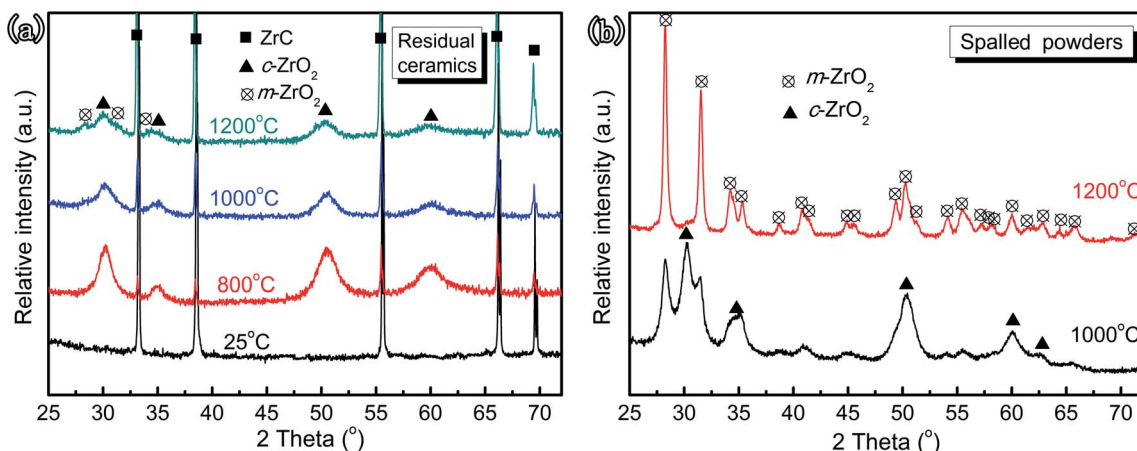 (a)
ZrC
c-ZrO₂
m-ZrO₂
Residual
ceramics
1200°C
1000°C
800°C
25°C
Relative intensity (a.u.)
25 30 35 40 45 50 55 60 65 70
2 Theta (°)
(b)
Spalled powders
m-ZrO₂
c-ZrO₂
1200°C
1000°C
Relative intensity (a.u.)
25 30 35 40 45 50 55 60 65 70
2 Theta (°)